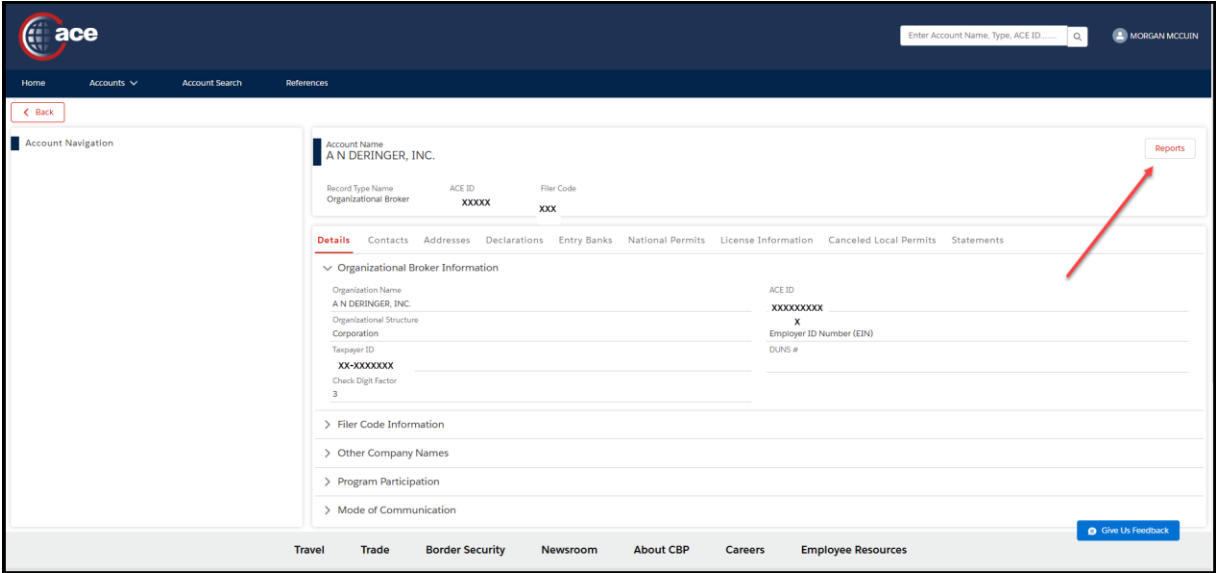 ace
Enter Account Name, Type, ACE ID.......
MORGAN MCCUIN
Home Accounts Account Search References
Back
Account Navigation
Account Name
A N DERINGER, INC.
Reports
Record Type Name ACE ID Filer Code
Organizational Broker XXXXX XXX
Details Contacts Addresses Declarations Entry Banks National Permits License Information Canceled Local Permits Statements
Organizational Broker Information
Organization Name ACE ID
A N DERINGER, INC. XXXXXXXXX
Organizational Structure X
Corporation Employer ID Number (EIN)
Taxpayer ID DUNS #
XX-XXXXXXX
Check Digit Factor
3
Filer Code Information
Other Company Names
Program Participation
Mode of Communication
Give Us Feedback
Travel Trade Border Security Newsroom About CBP Careers Employee Resources